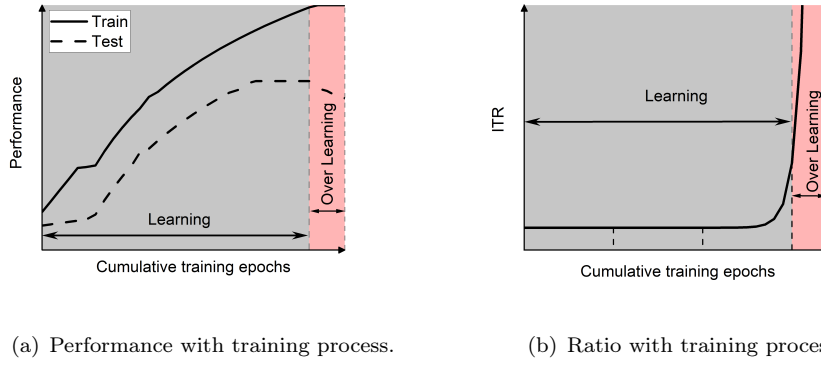 Train
Test
Performance
Learning
Over Learning
Cumulative training epochs
(a) Performance with training process.
ITR
Learning
Over Learning
Cumulative training epochs
(b) Ratio with training